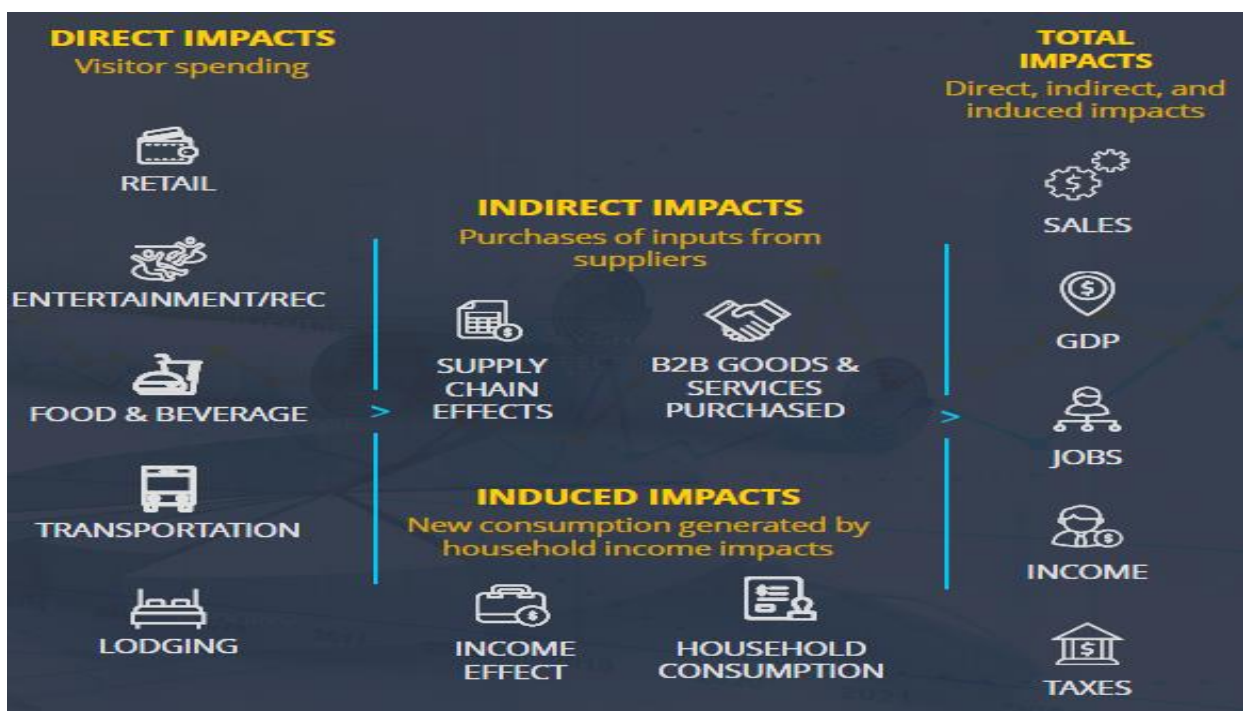 DIRECT IMPACTS
Visitor spending
RETAIL
ENTERTAINMENT/REC
FOOD & BEVERAGE
TRANSPORTATION
LODGING
>
INDIRECT IMPACTS
Purchases of inputs from
suppliers
SUPPLY
CHAIN
EFFECTS
B2B GOODS &
SERVICES
PURCHASED
INDUCED IMPACTS
New consumption generated by
household income impacts
INCOME
EFFECT
HOUSEHOLD
CONSUMPTION
>
TOTAL
IMPACTS
Direct, indirect, and
induced impacts
$
SALES
$
GDP
JOBS
INCOME
$
TAXES